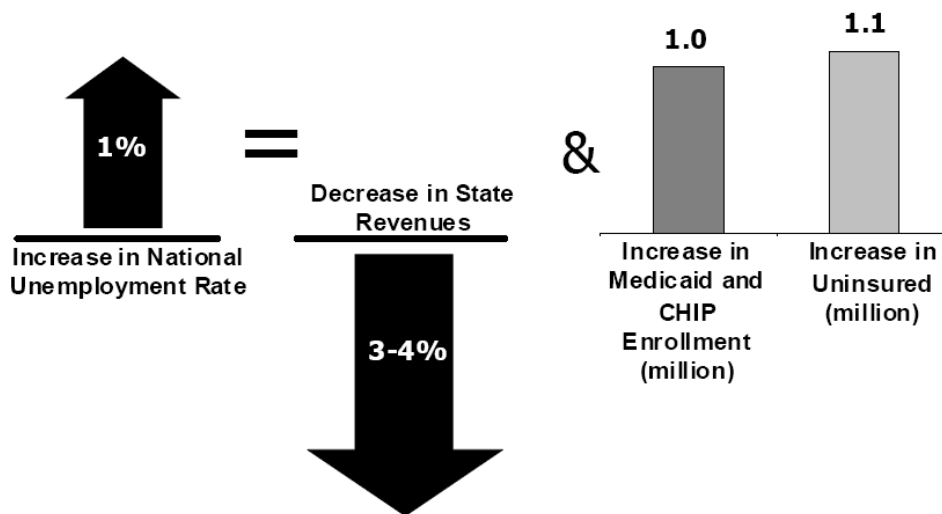 1%
Increase in National
Unemployment Rate
=
Decrease in State
Revenues
3-4%
&
1.0
Increase in
Medicaid and
CHIP
Enrollment
(million)
1.1
Increase in
Uninsured
(million)